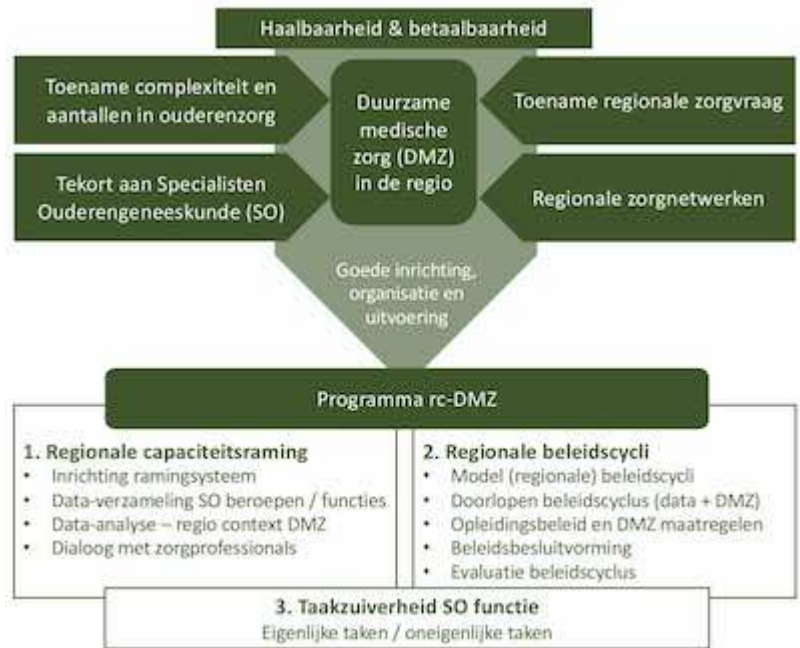 Haalbaarheid & betaalbaarheid
Toename complexiteit en
aantallen in ouderenzorg
Tekort aan Specialisten
Ouderengeneeskunde (SO)
Duurzame
medische
zorg (DMZ)
in de regio
Toename regionale zorgvraag
Regionale zorgnetwerken
Goede inrichting,
organisatie en
uitvoering
Programma rc-DMZ
1. Regionale capaciteitsraming
• Inrichting ramingsysteem
• Data-verzameling SO beroepen / functies
• Data-analyse – regio context DMZ
• Dialoog met zorgprofessionals
2. Regionale beleidscycli
• Model (regionale) beleidscycli
• Doorlopen beleidscyclus (data + DMZ)
• Opleidingsbeleid en DMZ maatregelen
• Beleidsbesluitvorming
• Evaluatie beleidscyclus
3. Taakzuiverheid SO functie
Eigenlijke taken / oneigenlijke taken